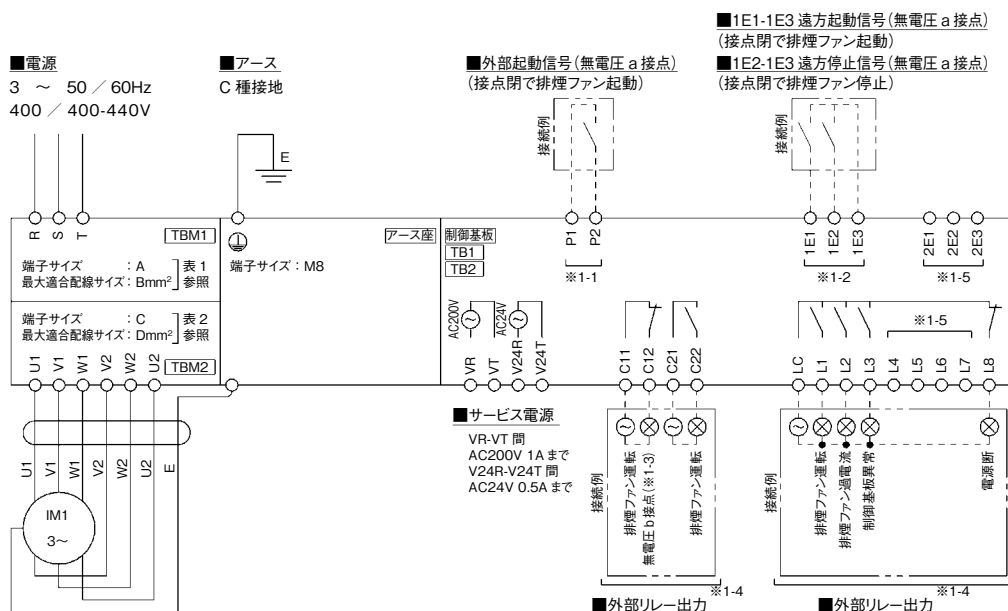 ■電源
3 ～ 50／60Hz
400／400-440V
■アース
C 種接地
E
■外部起動信号(無電圧 a 接点)
(接点閉で排煙ファン起動)
■1E1-1E3 遠方起動信号(無電圧 a 接点)
(接点閉で排煙ファン起動)
■1E2-1E3 遠方停止信号(無電圧 a 接点)
(接点閉で排煙ファン停止)
接続例
接続例
R
S
T
TBM1
端子サイズ : A
最大適合配線サイズ : Bmm²
表 1
参照
端子サイズ : C
最大適合配線サイズ : Dmm²
表 2
参照
U1
V1
W1
V2
W2
U2
TBM2
アース座
端子サイズ : M8
制御基板
TB1
TB2
P1
P2
※1-1
1E1
1E2
1E3
※1-2
2E1
2E2
2E3
※1-5
AC200V
～
AC24V
～
VR
VT
V24R
V24T
C11
C12
C21
C22
LC
L1
L2
L3
L4
L5
L6
L7
L8
※1-5
■サービス電源
VR-VT 間
AC200V 1A まで
V24R-V24T 間
AC24V 0.5A まで
U1
V1
W1
V2
W2
U2
E
IM1
3～
接続例
～
～
排煙ファン運転
無電圧 b 接点(※1-3)
排煙ファン運転
※1-4
■外部リレー出力
接続例
～
排煙ファン運転
排煙ファン過電流
制御基板異常
電源断
※1-4
■外部リレー出力